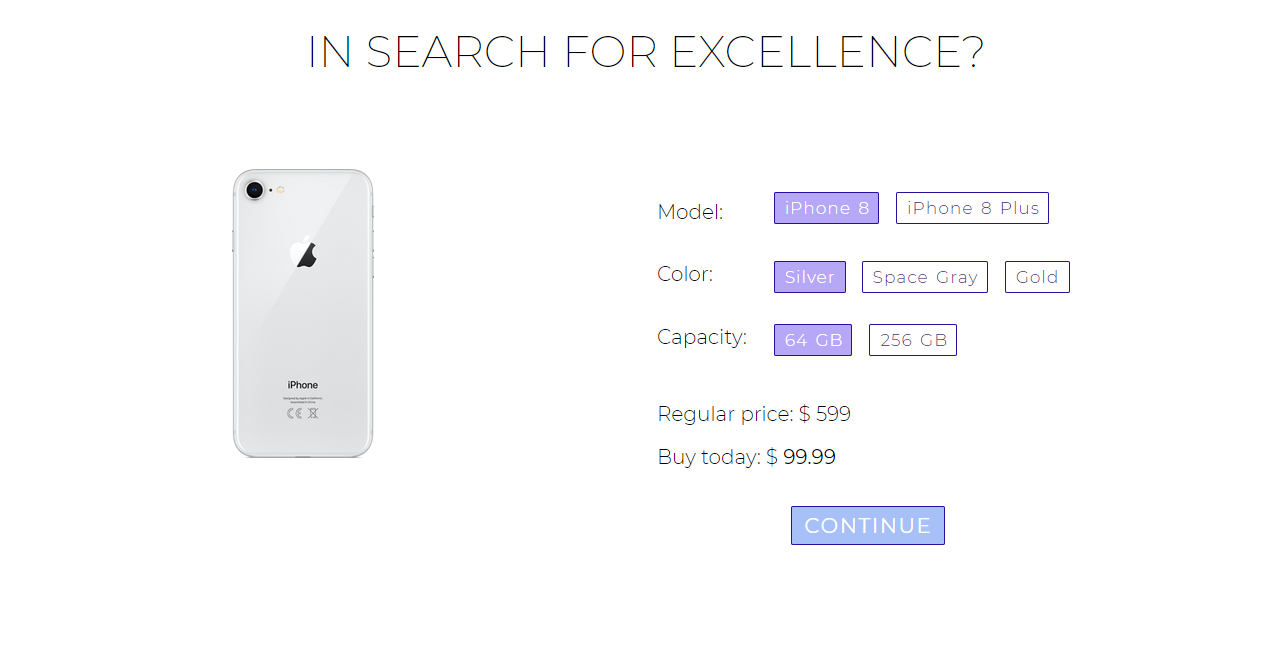 IN SEARCH FOR EXCELLENCE?
Model: iPhone 8 iPhone 8 Plus
Color: Silver Space Gray Gold
Capacity: 64 GB 256 GB
iPhone
Regular price: $ 599
Buy today: $ 99.99
CONTINUE